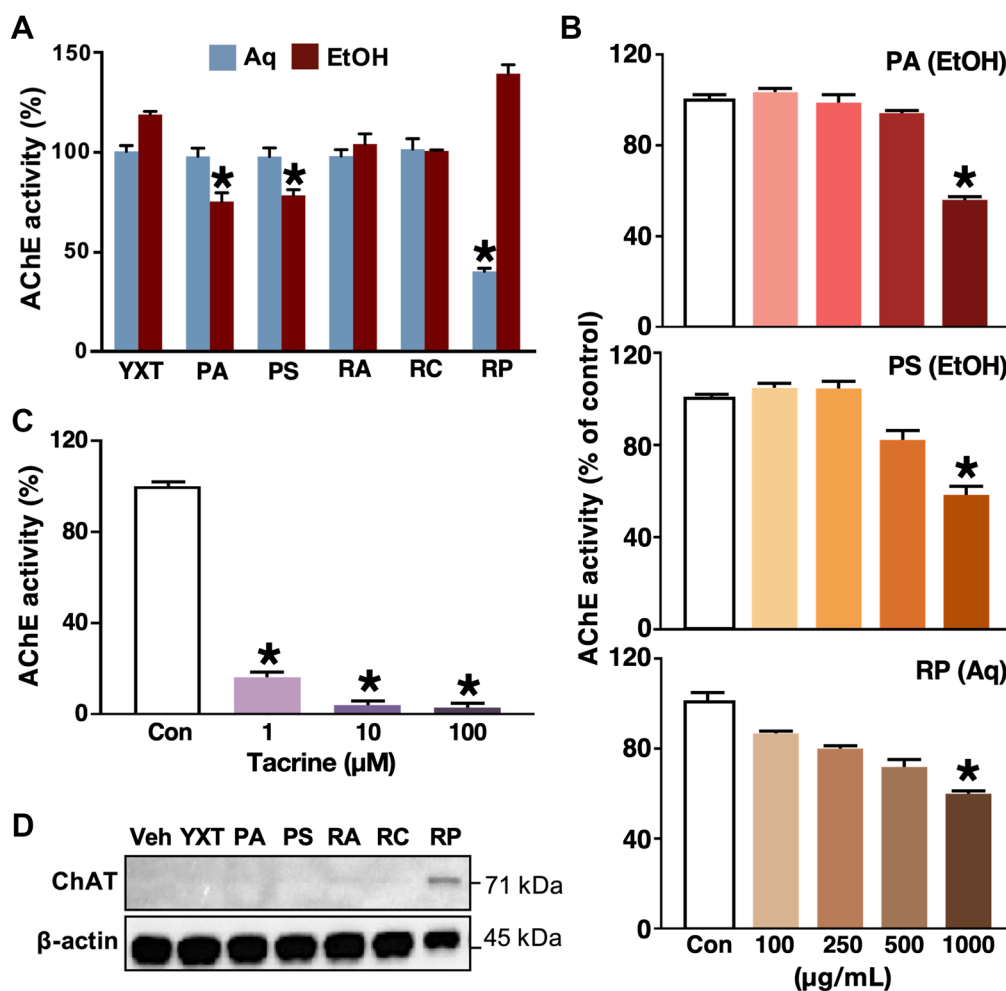 A
AChE activity (%)
150
100
50
0
Aq EtOH
* * *
YXT PA PS RA RC RP
B
AChE activity (% of control)
PA (EtOH)
120
80
40
0
*
PS (EtOH)
120
80
40
0
*
RP (Aq)
120
80
40
0
*
Con 100 250 500 1000
(µg/mL)
C
AChE activity (%)
120
80
40
0
* * *
Con 1 10 100
Tacrine (µM)
D
Veh YXT PA PS RA RC RP
ChAT 71 kDa
β-actin 45 kDa